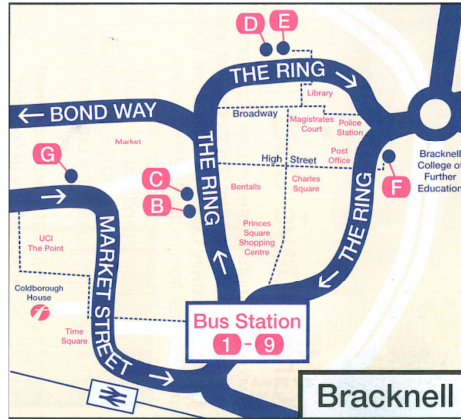 D
E
THE RING
Library
BOND WAY
Broadway
Magistrates
Court
Police
Station
Market
High Street
Post
Office
Bracknell
College of
Further
Education
G
C
B
THE RING
Bentalls
Charles
Square
F
THE RING
UCI
The Point
MARKET STREET
Princes
Square
Shopping
Centre
Coldborough
House
Time
Square
Bus Station
1 - 9
Bracknell